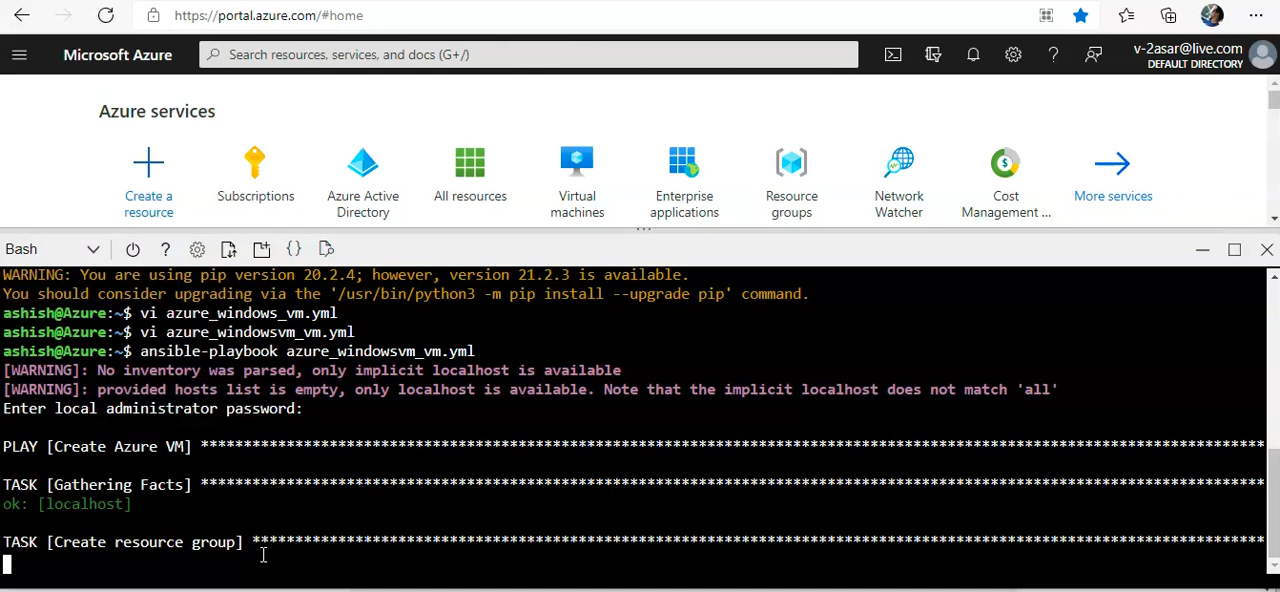 https://portal.azure.com/#home
Microsoft Azure
Search resources, services, and docs (G+/)
v-2asar@live.com
DEFAULT DIRECTORY
Azure services
Create a resource
Subscriptions
Azure Active Directory
All resources
Virtual machines
Enterprise applications
Resource groups
Network Watcher
Cost Management ...
More services
Bash
WARNING: You are using pip version 20.2.4; however, version 21.2.3 is available.
You should consider upgrading via the '/usr/bin/python3 -m pip install --upgrade pip' command.
ashish@Azure:~$ vi azure_windows_vm.yml
ashish@Azure:~$ vi azure_windowsvm_vm.yml
ashish@Azure:~$ ansible-playbook azure_windowsvm_vm.yml
[WARNING]: No inventory was parsed, only implicit localhost is available
[WARNING]: provided hosts list is empty, only localhost is available. Note that the implicit localhost does not match 'all'
Enter local administrator password:
PLAY [Create Azure VM] ****************************************************************************************************************************
TASK [Gathering Facts] ****************************************************************************************************************************
ok: [localhost]
TASK [Create resource group] **********************************************************************************************************************